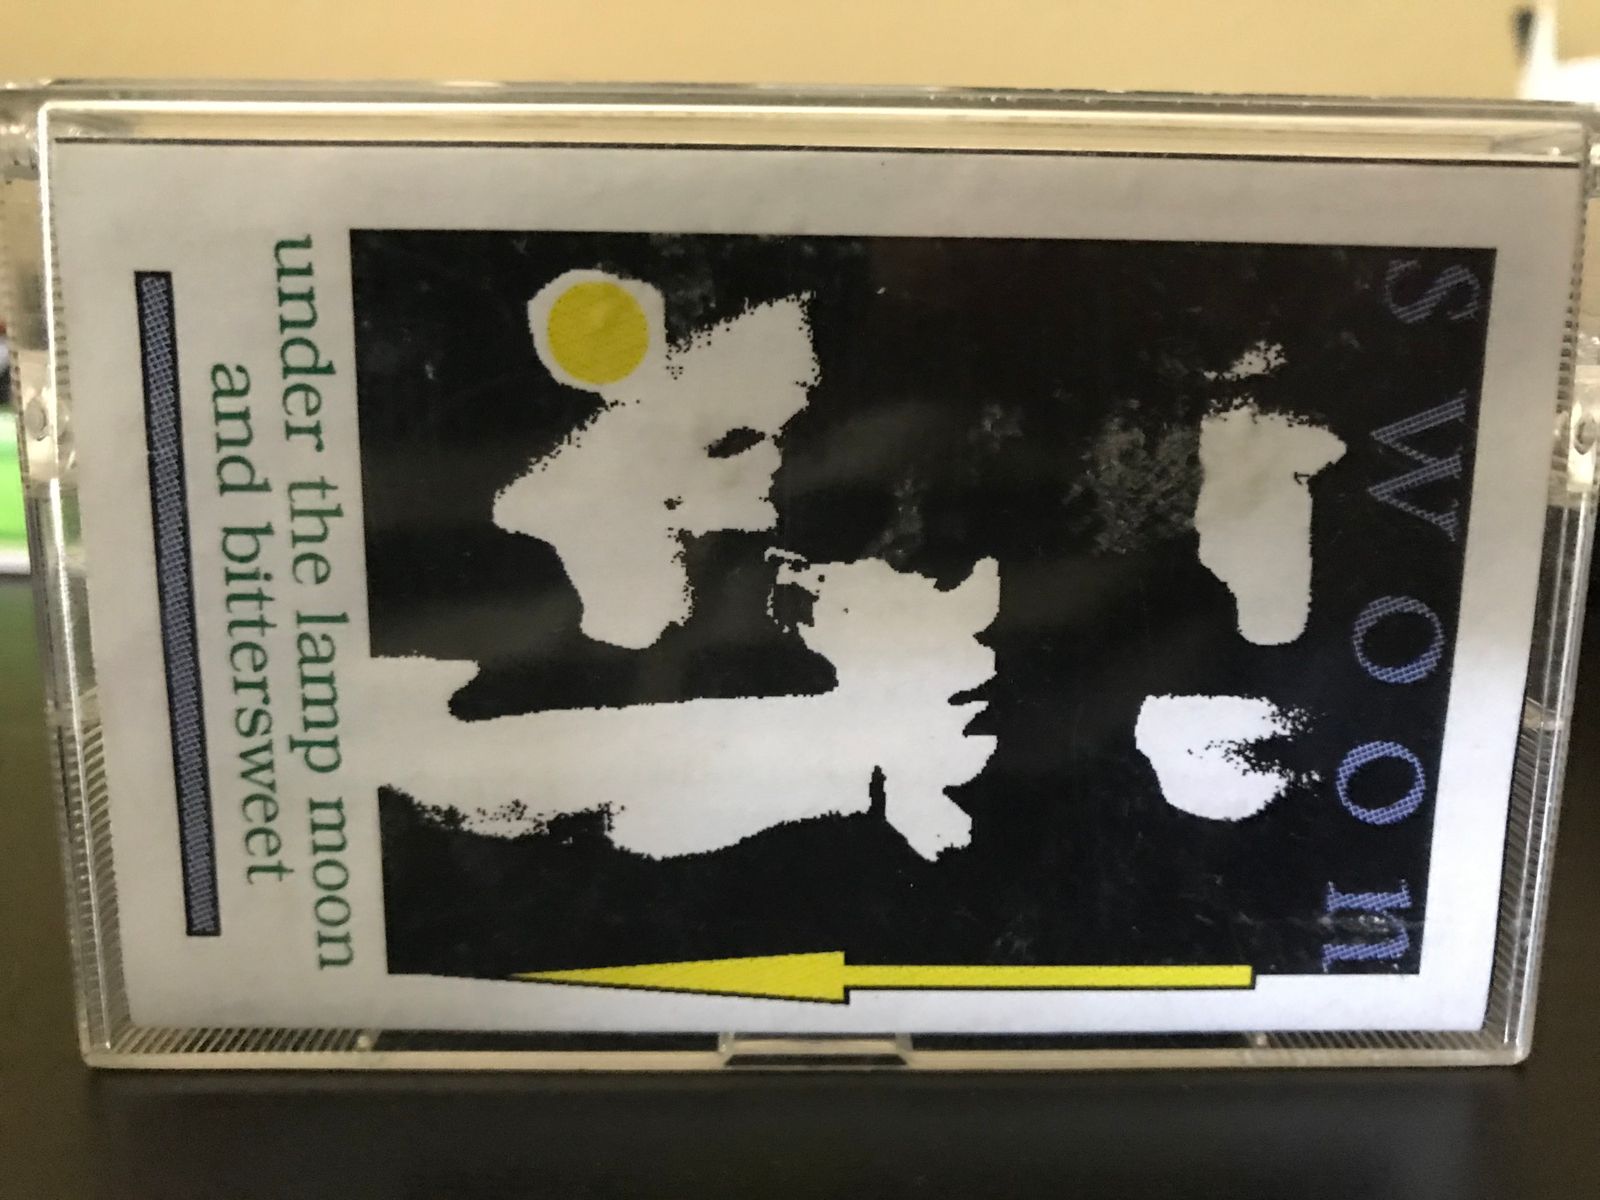 swoon
under the lamp moon
and bittersweet